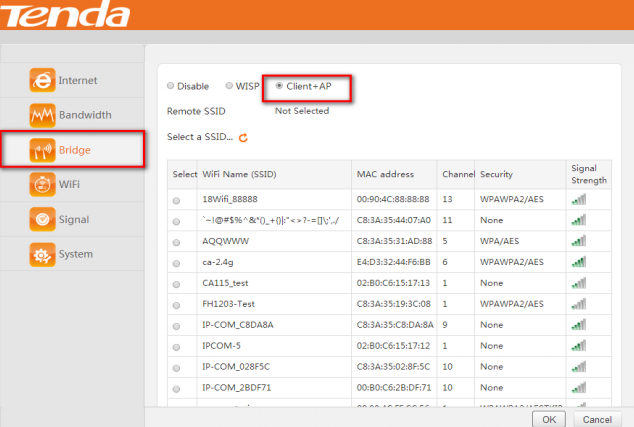 Tenda
Internet
Bandwidth
Bridge
WiFi
Signal
System
Disable WISP Client+AP
Remote SSID Not Selected
Select a SSID...
Select WiFi Name (SSID) MAC address Channel Security Signal Strength
18Wifi_88888 00:90:4C:88:88:88 13 WPAWPA2/AES
`~!@#$%^&*()_+{}|:"<>?-=[]\;',./ C8:3A:35:44:07:A0 11 None
AQQWWW C8:3A:35:31:AD:88 5 WPA/AES
ca-2.4g E4:D3:32:44:F6:BB 6 WPAWPA2/AES
CA115_test 02:B0:C6:15:17:13 1 None
FH1203-Test C8:3A:35:19:3C:08 1 WPAWPA2/AES
IP-COM_C8DA8A C8:3A:35:C8:DA:8A 9 None
IPCOM-5 02:B0:C6:15:17:12 1 None
IP-COM_028F5C C8:3A:35:02:8F:5C 10 None
IP-COM_2BDF71 00:B0:C6:2B:DF:71 10 None
OK Cancel